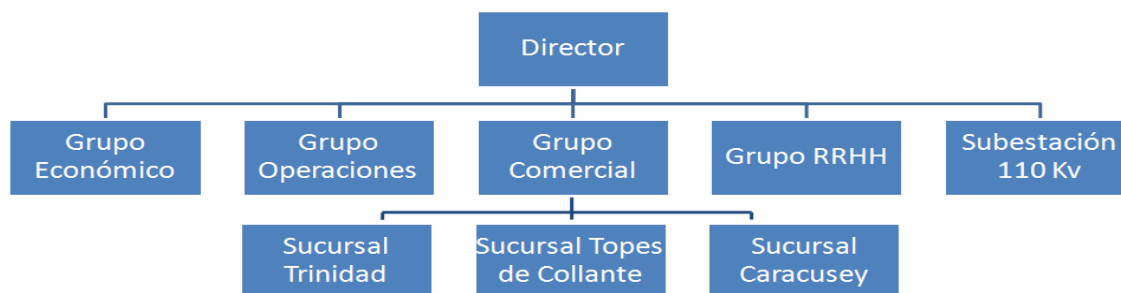 Director
Grupo
Económico
Grupo
Operaciones
Grupo
Comercial
Grupo RRHH
Subestación
110 Kv
Sucursal
Trinidad
Sucursal Topes
de Collante
Sucursal
Caracusey